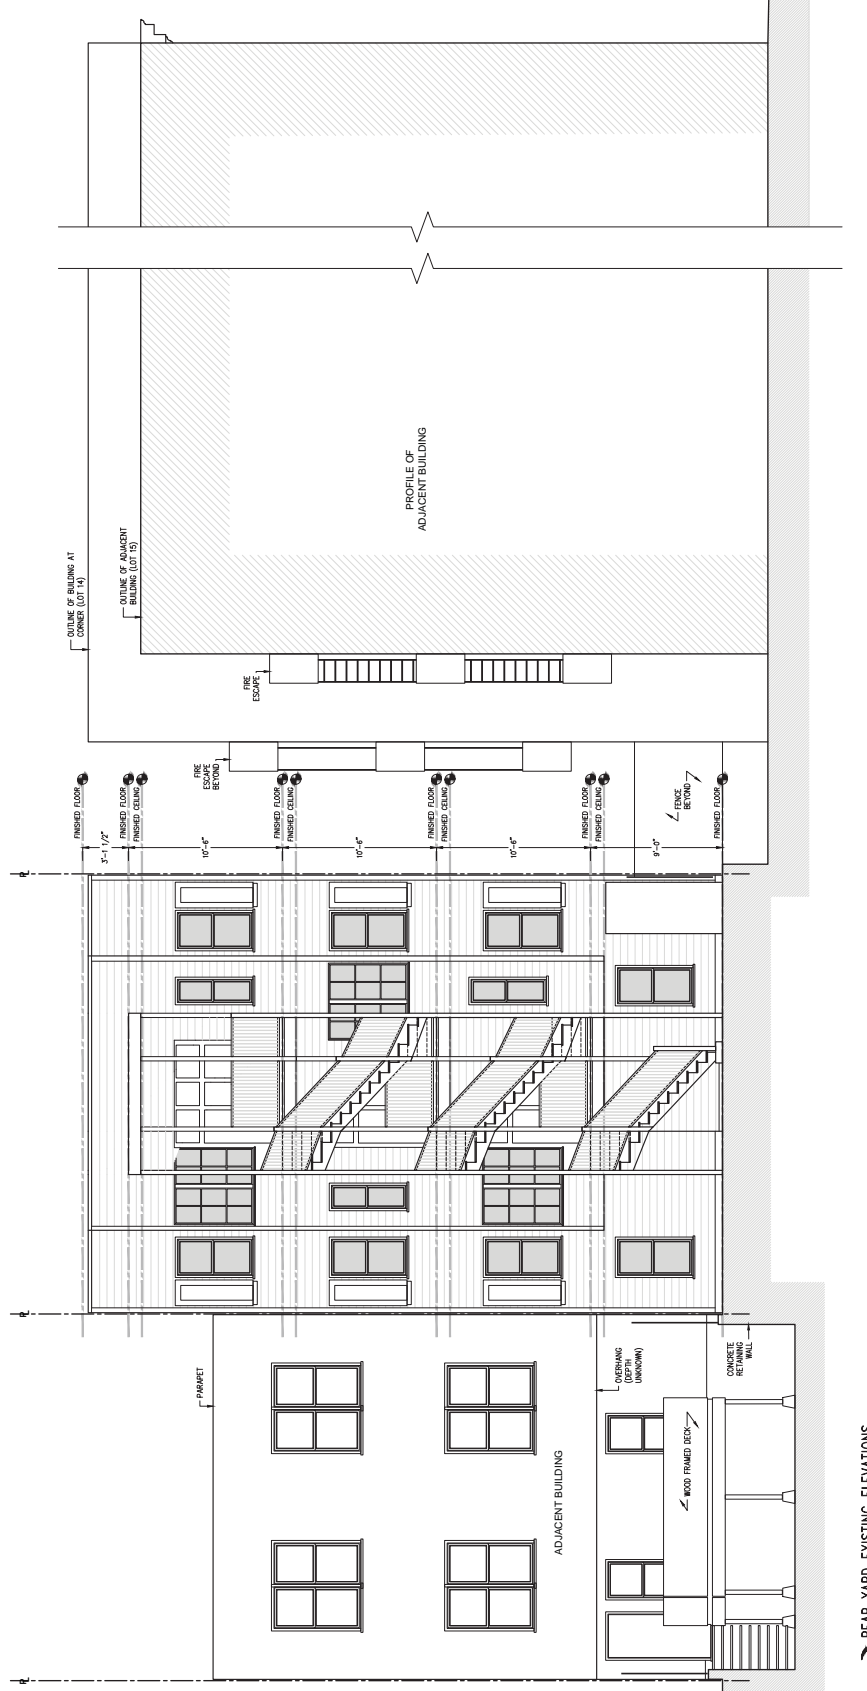 OUTLINE OF BUILDING AT
CORNER (LOT 14)
OUTLINE OF ADJACENT
BUILDING (LOT 15)
PROFILE OF
ADJACENT BUILDING
FIRE
ESCAPE
FIRE
ESCAPE
BEYOND
FENCE
BEYOND
FINISHED FLOOR
FINISHED FLOOR
FINISHED CEILING
FINISHED FLOOR
FINISHED CEILING
FINISHED FLOOR
FINISHED CEILING
FINISHED FLOOR
FINISHED CEILING
FINISHED FLOOR
3'-1 1/2"
10'-6"
10'-6"
10'-6"
9'-0"
PL
PL
PL
PARAPET
OVERHANG
(DEPTH
UNKNOWN)
CONCRETE
RETAINING
WALL
WOOD FRAMED DECK
ADJACENT BUILDING
REAR YARD EXISTING ELEVATIONS